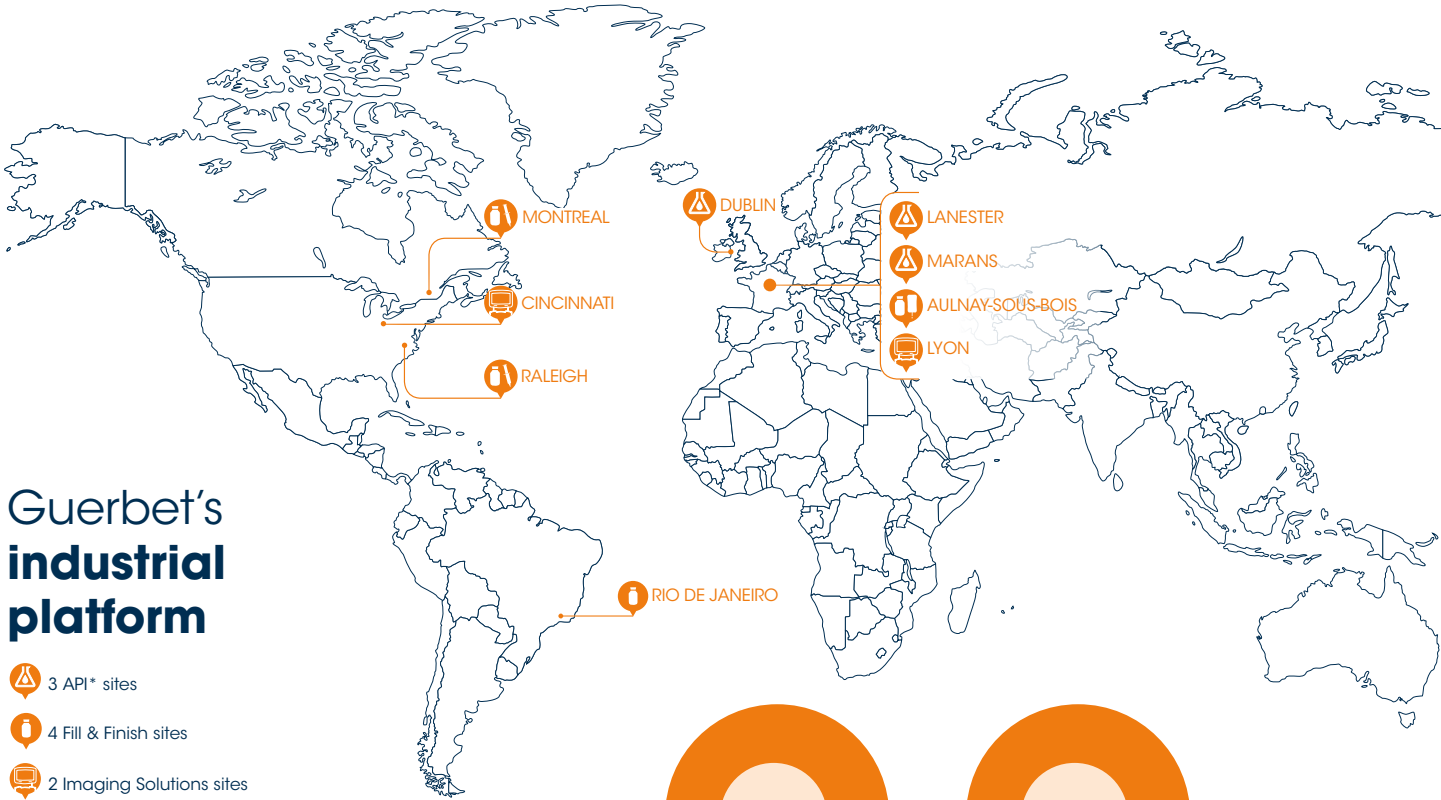 MONTREAL
CINCINNATI
RALEIGH
DUBLIN
LANESTER
MARANS
AULNAY-SOUS-BOIS
LYON
RIO DE JANEIRO
Guerbet's
industrial
platform
3 API* sites
4 Fill & Finish sites
2 Imaging Solutions sites